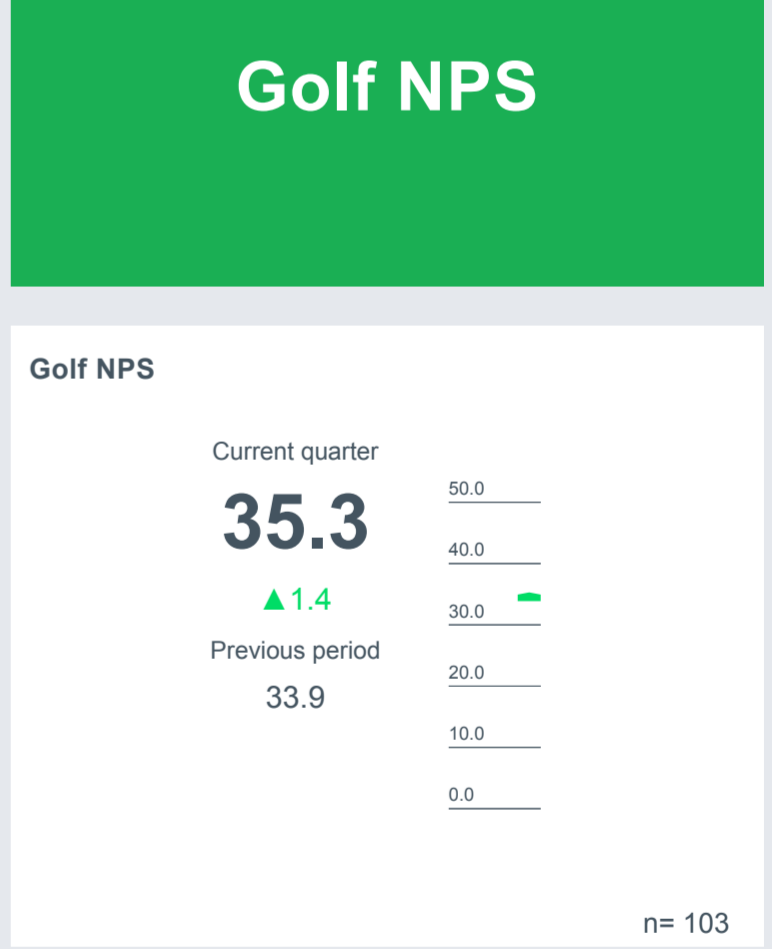 Golf NPS
Golf NPS
Current quarter
35.3
▲1.4
Previous period
33.9
50.0
40.0
30.0
20.0
10.0
0.0
n= 103